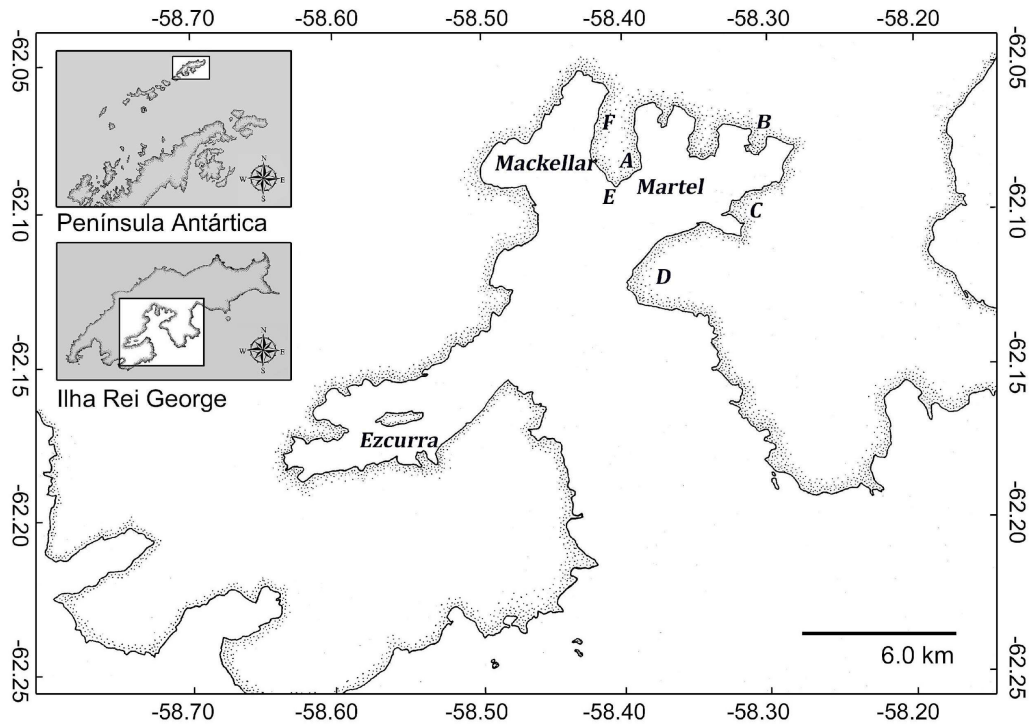 -58.70 -58.60 -58.50 -58.40 -58.30 -58.20
-62.05 -62.05
-62.10 -62.10
-62.15 -62.15
-62.20 -62.20
-62.25 -62.25
N
W E
S
Península Antártica
N
W E
S
Ilha Rei George
F
B
Mackellar
A
Martel
E
C
D
Ezcurra
6.0 km
-58.70 -58.60 -58.50 -58.40 -58.30 -58.20